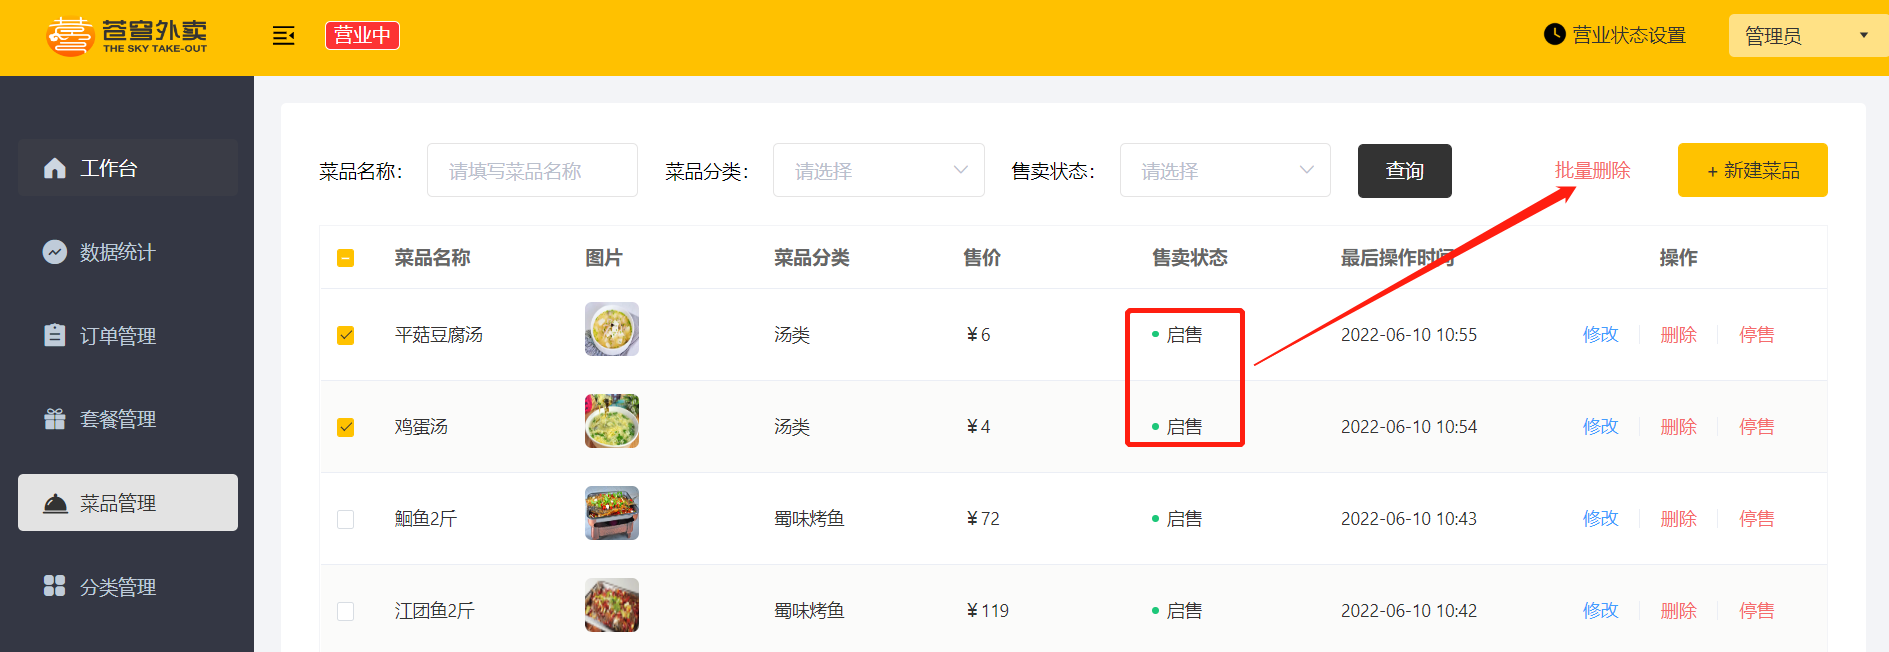 苍穹外卖
THE SKY TAKE-OUT
营业中
营业状态设置
管理员
工作台
数据统计
订单管理
套餐管理
菜品管理
分类管理
菜品名称： 请填写菜品名称 菜品分类： 请选择 售卖状态： 请选择 查询 批量删除 + 新建菜品
菜品名称 图片 菜品分类 售价 售卖状态 最后操作时间 操作
平菇豆腐汤 汤类 ¥6 启售 2022-06-10 10:55 修改 删除 停售
鸡蛋汤 汤类 ¥4 启售 2022-06-10 10:54 修改 删除 停售
鮰鱼2斤 蜀味烤鱼 ¥72 启售 2022-06-10 10:43 修改 删除 停售
江团鱼2斤 蜀味烤鱼 ¥119 启售 2022-06-10 10:42 修改 删除 停售